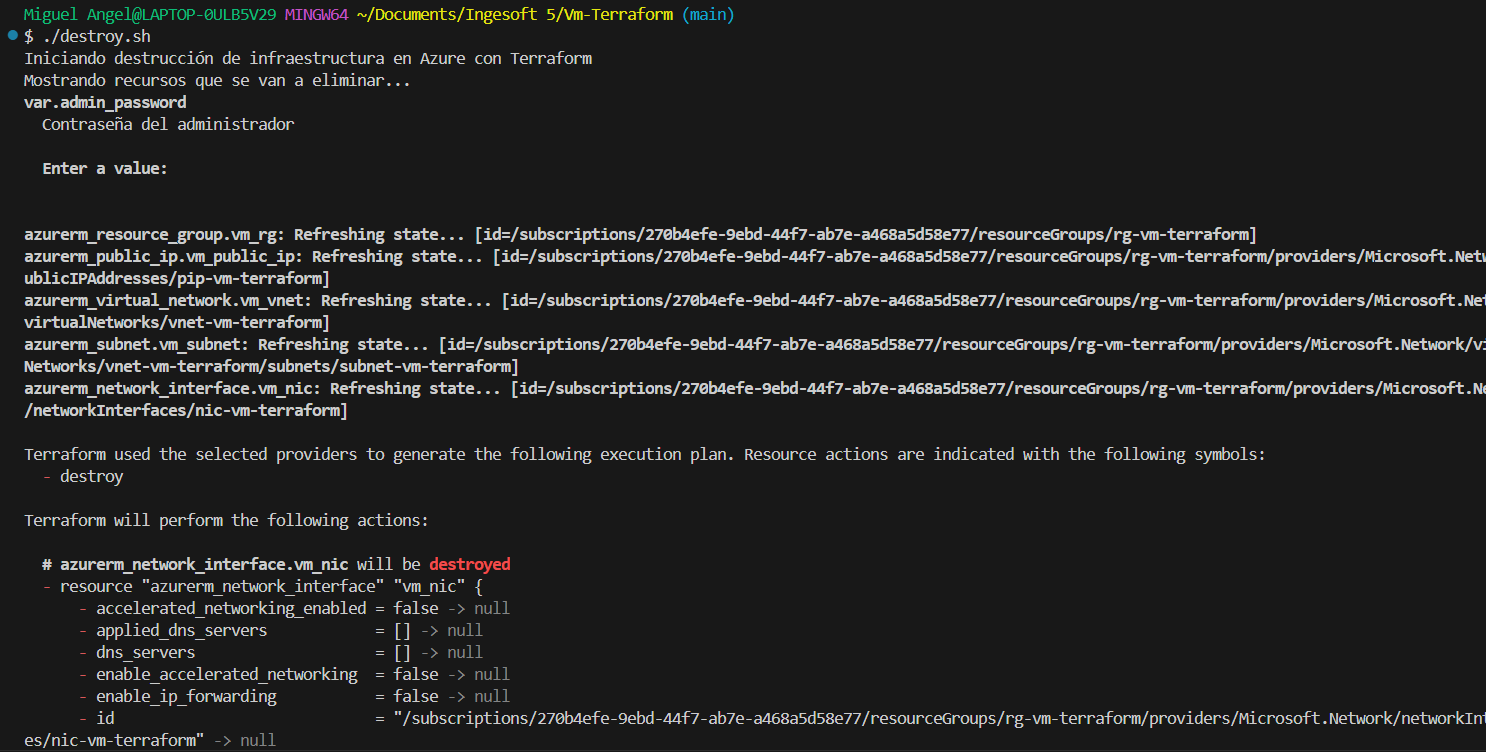 Miguel Angel@LAPTOP-0ULB5V29 MINGW64 ~/Documents/Ingesoft 5/Vm-Terraform (main)
$ ./destroy.sh
Iniciando destrucción de infraestructura en Azure con Terraform
Mostrando recursos que se van a eliminar...
var.admin_password
  Contraseña del administrador
  Enter a value:
azurerm_resource_group.vm_rg: Refreshing state... [id=/subscriptions/270b4efe-9ebd-44f7-ab7e-a468a5d58e77/resourceGroups/rg-vm-terraform]
azurerm_public_ip.vm_public_ip: Refreshing state... [id=/subscriptions/270b4efe-9ebd-44f7-ab7e-a468a5d58e77/resourceGroups/rg-vm-terraform/providers/Microsoft.Netw
ublicIPAddresses/pip-vm-terraform]
azurerm_virtual_network.vm_vnet: Refreshing state... [id=/subscriptions/270b4efe-9ebd-44f7-ab7e-a468a5d58e77/resourceGroups/rg-vm-terraform/providers/Microsoft.Net
virtualNetworks/vnet-vm-terraform]
azurerm_subnet.vm_subnet: Refreshing state... [id=/subscriptions/270b4efe-9ebd-44f7-ab7e-a468a5d58e77/resourceGroups/rg-vm-terraform/providers/Microsoft.Network/vi
Networks/vnet-vm-terraform/subnets/subnet-vm-terraform]
azurerm_network_interface.vm_nic: Refreshing state... [id=/subscriptions/270b4efe-9ebd-44f7-ab7e-a468a5d58e77/resourceGroups/rg-vm-terraform/providers/Microsoft.Ne
/networkInterfaces/nic-vm-terraform]
Terraform used the selected providers to generate the following execution plan. Resource actions are indicated with the following symbols:
  - destroy
Terraform will perform the following actions:
  # azurerm_network_interface.vm_nic will be destroyed
  - resource "azurerm_network_interface" "vm_nic" {
      - accelerated_networking_enabled = false -> null
      - applied_dns_servers            = [] -> null
      - dns_servers                    = [] -> null
      - enable_accelerated_networking  = false -> null
      - enable_ip_forwarding           = false -> null
      - id                             = "/subscriptions/270b4efe-9ebd-44f7-ab7e-a468a5d58e77/resourceGroups/rg-vm-terraform/providers/Microsoft.Network/networkInt
es/nic-vm-terraform" -> null